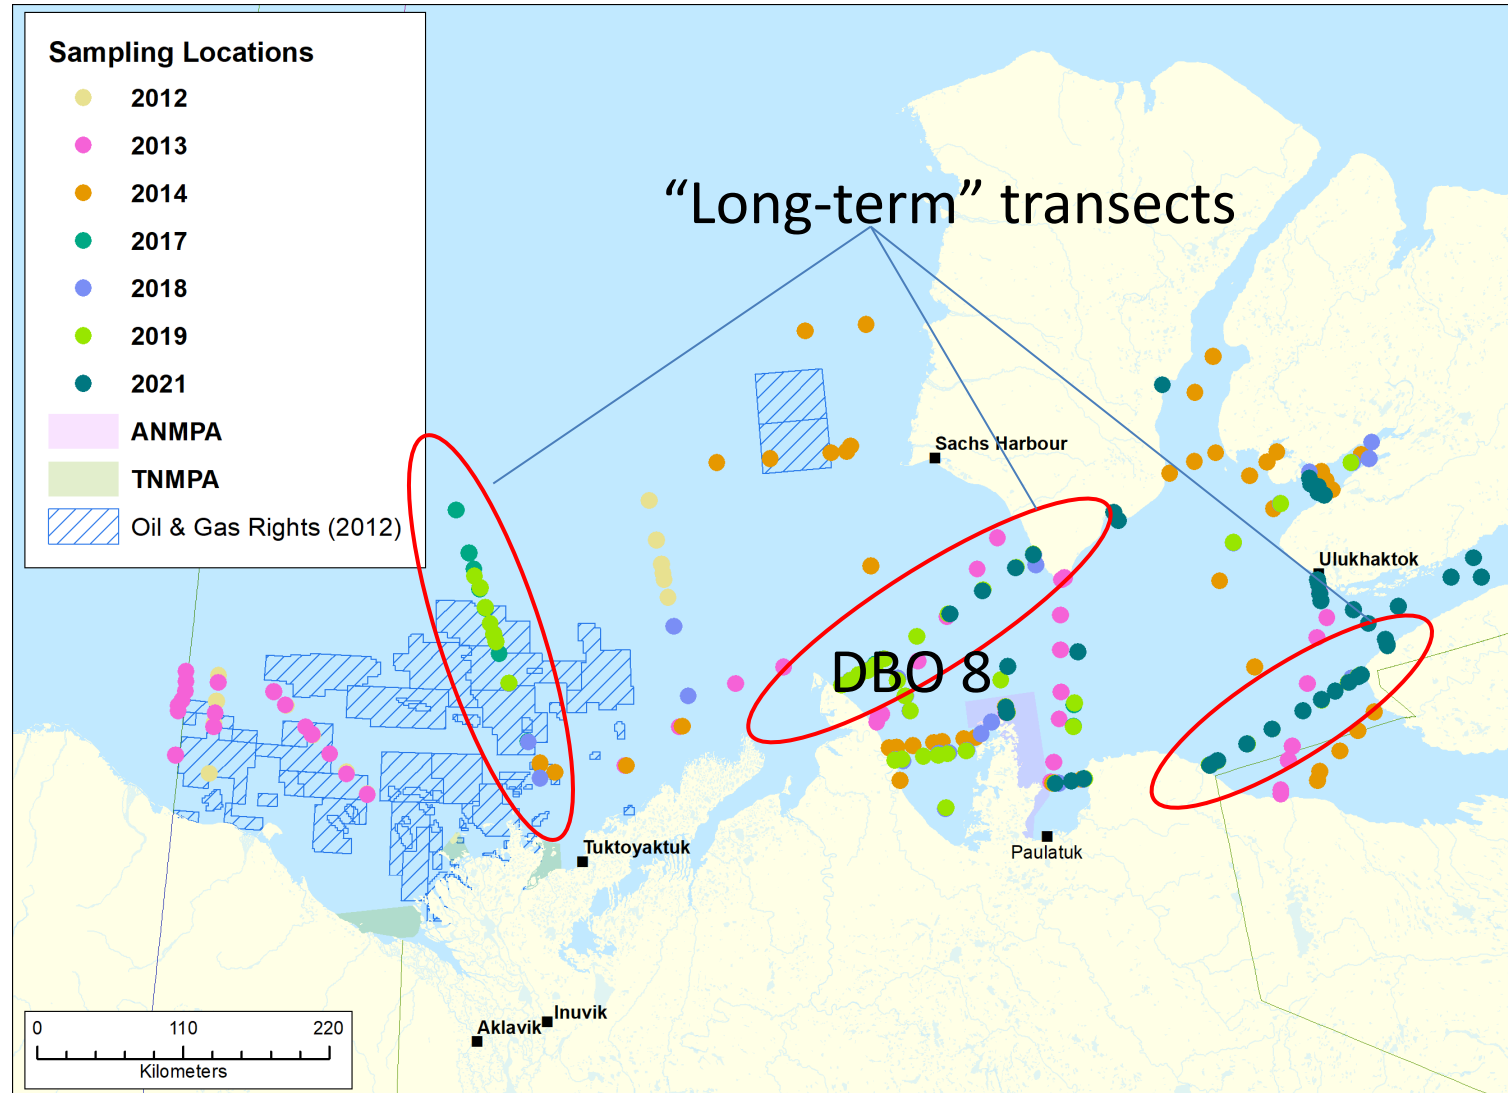 Sampling Locations
2012
2013
2014
2017
2018
2019
2021
ANMPA
TNMPA
Oil & Gas Rights (2012)
“Long-term” transects
Sachs Harbour
Ulukhaktok
DBO 8
Tuktoyaktuk
Paulatuk
Inuvik
Aklavik
0 110 220
Kilometers